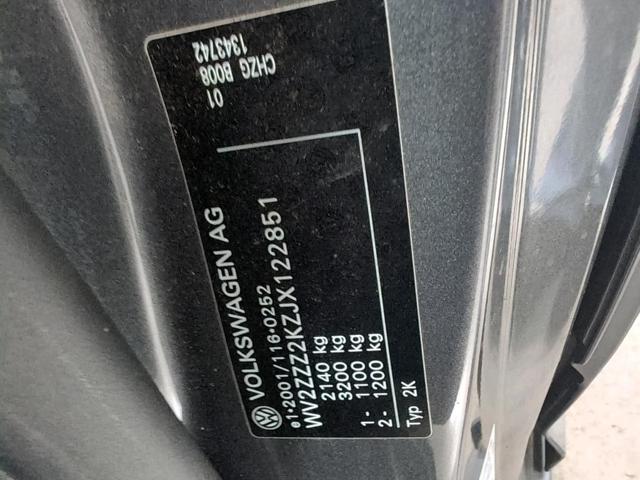 VOLKSWAGEN AG
e1*2001/116*0252
WV2ZZZ2KZJX122851
2140 kg
3200 kg
1- 1100 kg
2- 1200 kg
Typ 2K
01
CHZG B008
1343742